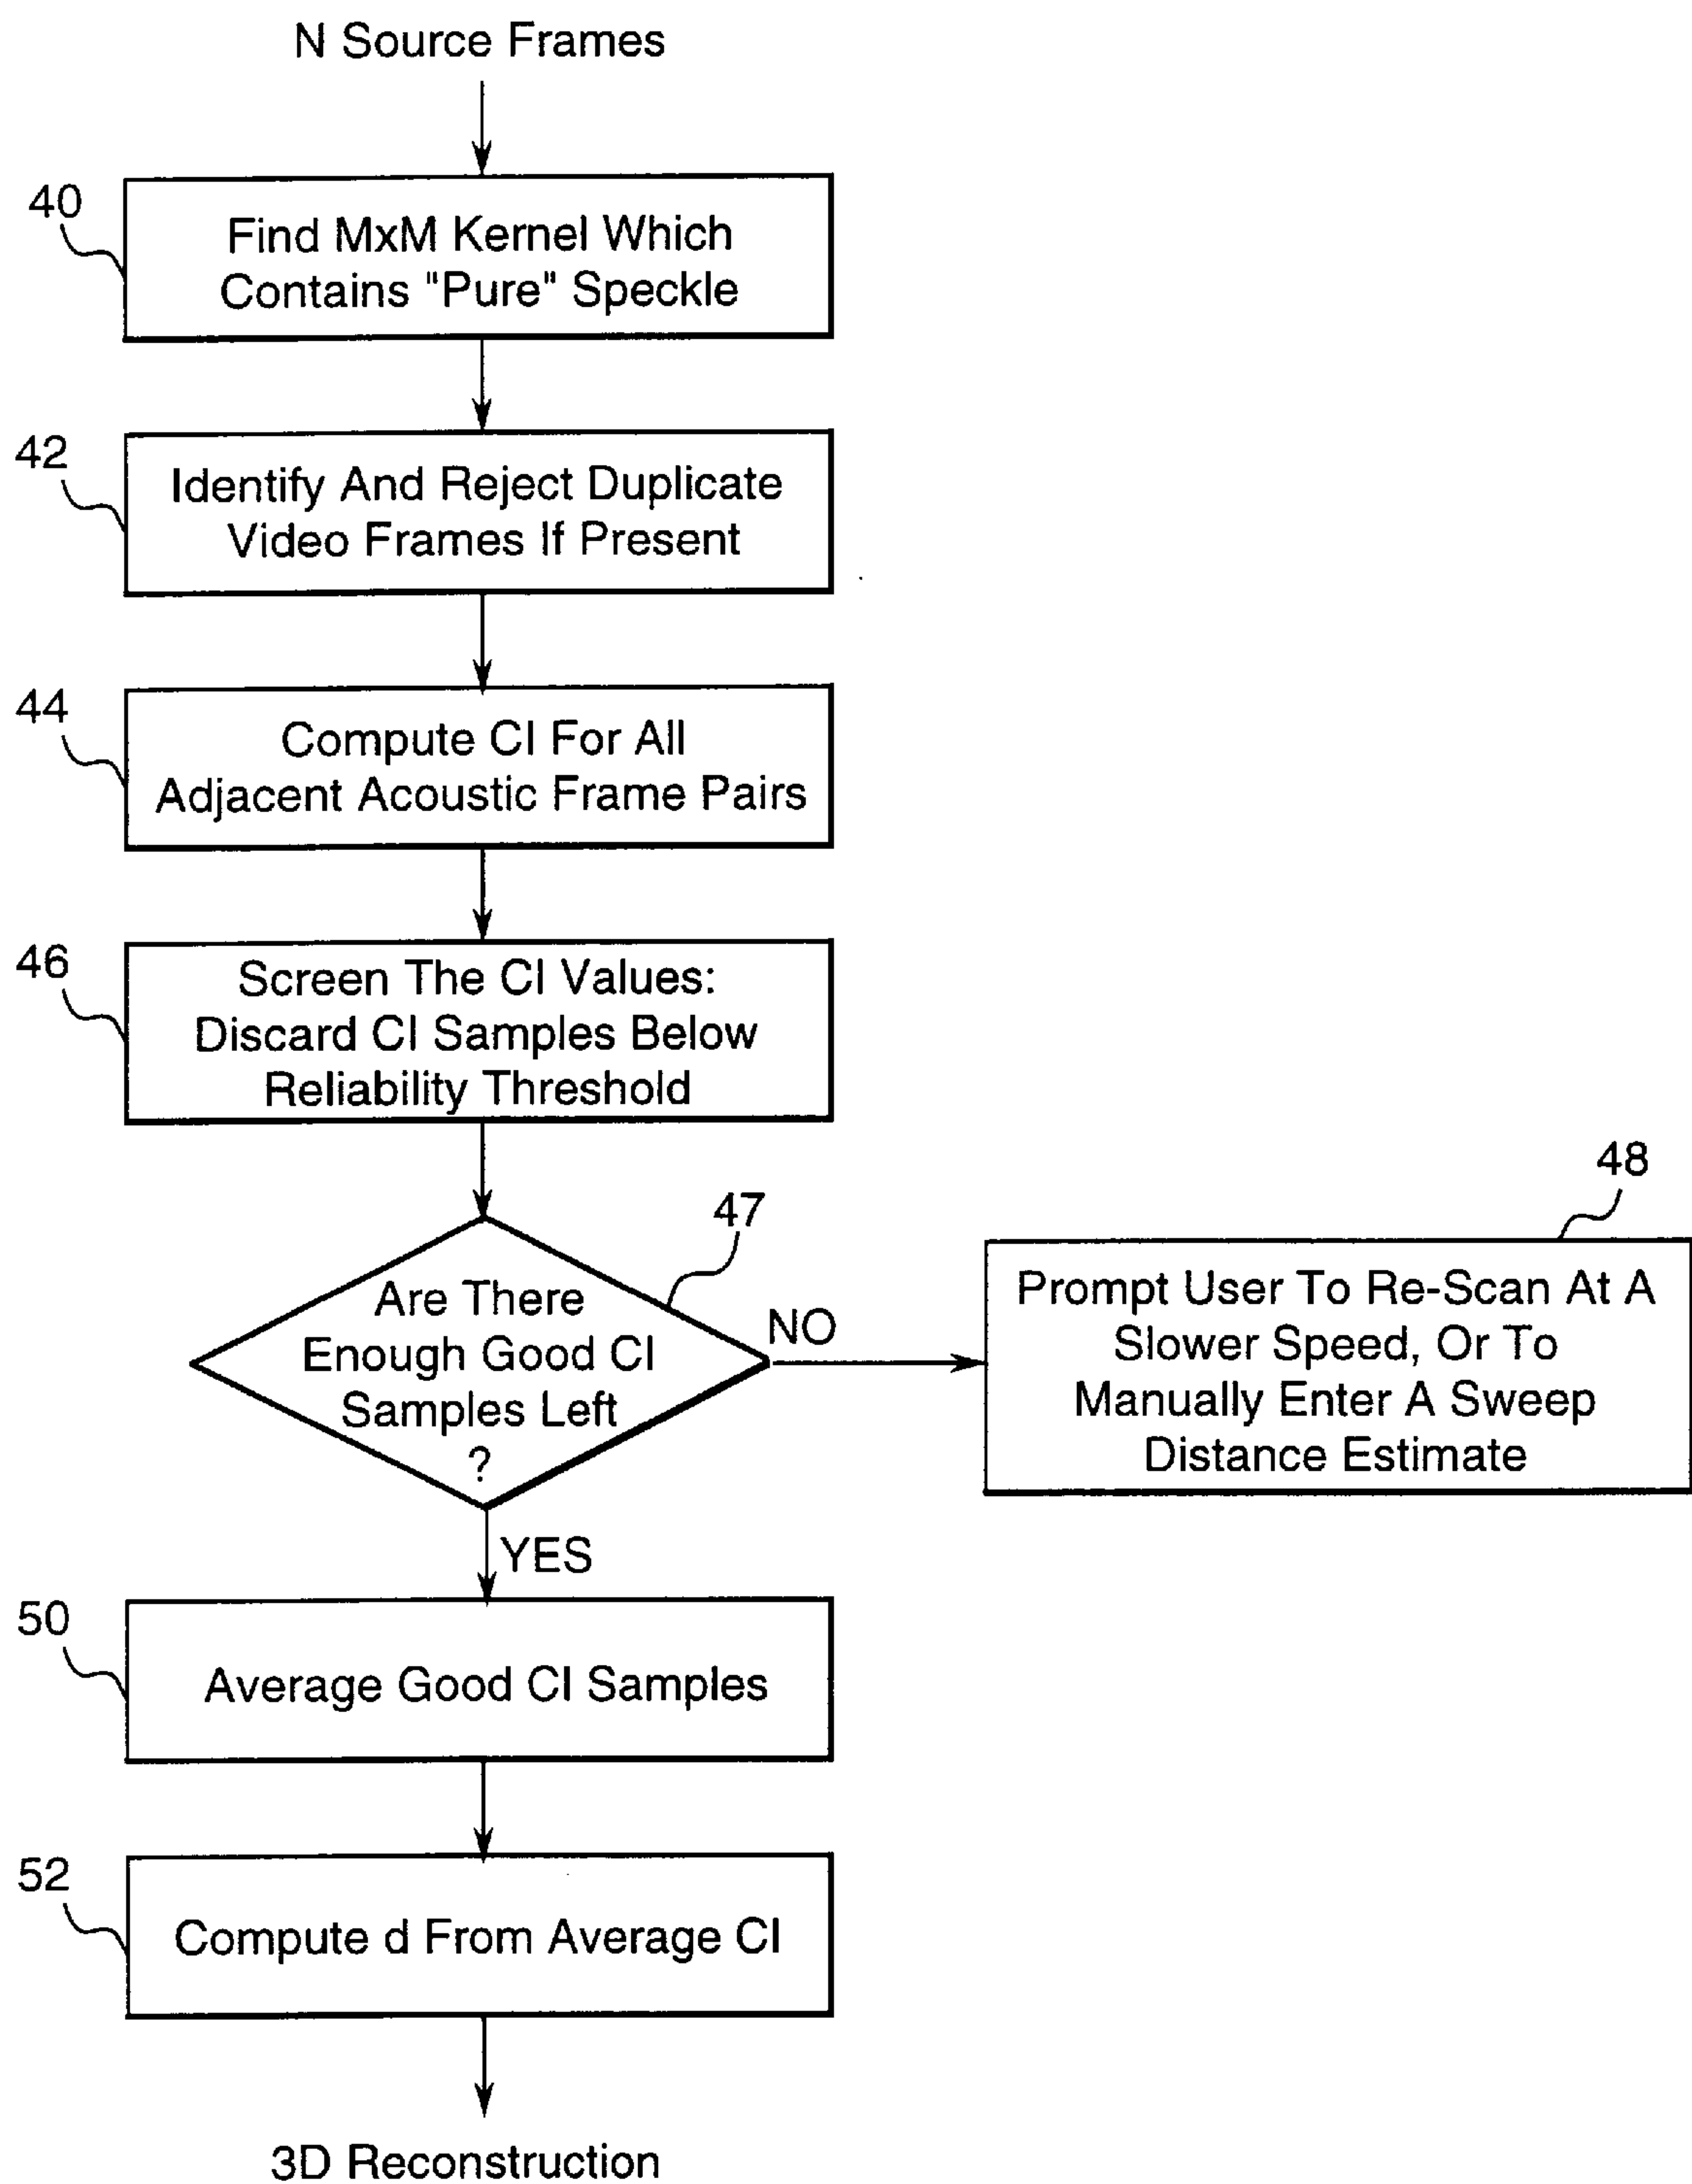 N Source Frames
40
Find MxM Kernel Which
Contains "Pure" Speckle
42
Identify And Reject Duplicate
Video Frames If Present
44
Compute CI For All
Adjacent Acoustic Frame Pairs
46
Screen The CI Values:
Discard CI Samples Below
Reliability Threshold
47
Are There
Enough Good CI
Samples Left
?
NO
48
Prompt User To Re-Scan At A
Slower Speed, Or To
Manually Enter A Sweep
Distance Estimate
YES
50
Average Good CI Samples
52
Compute d From Average CI
3D Reconstruction